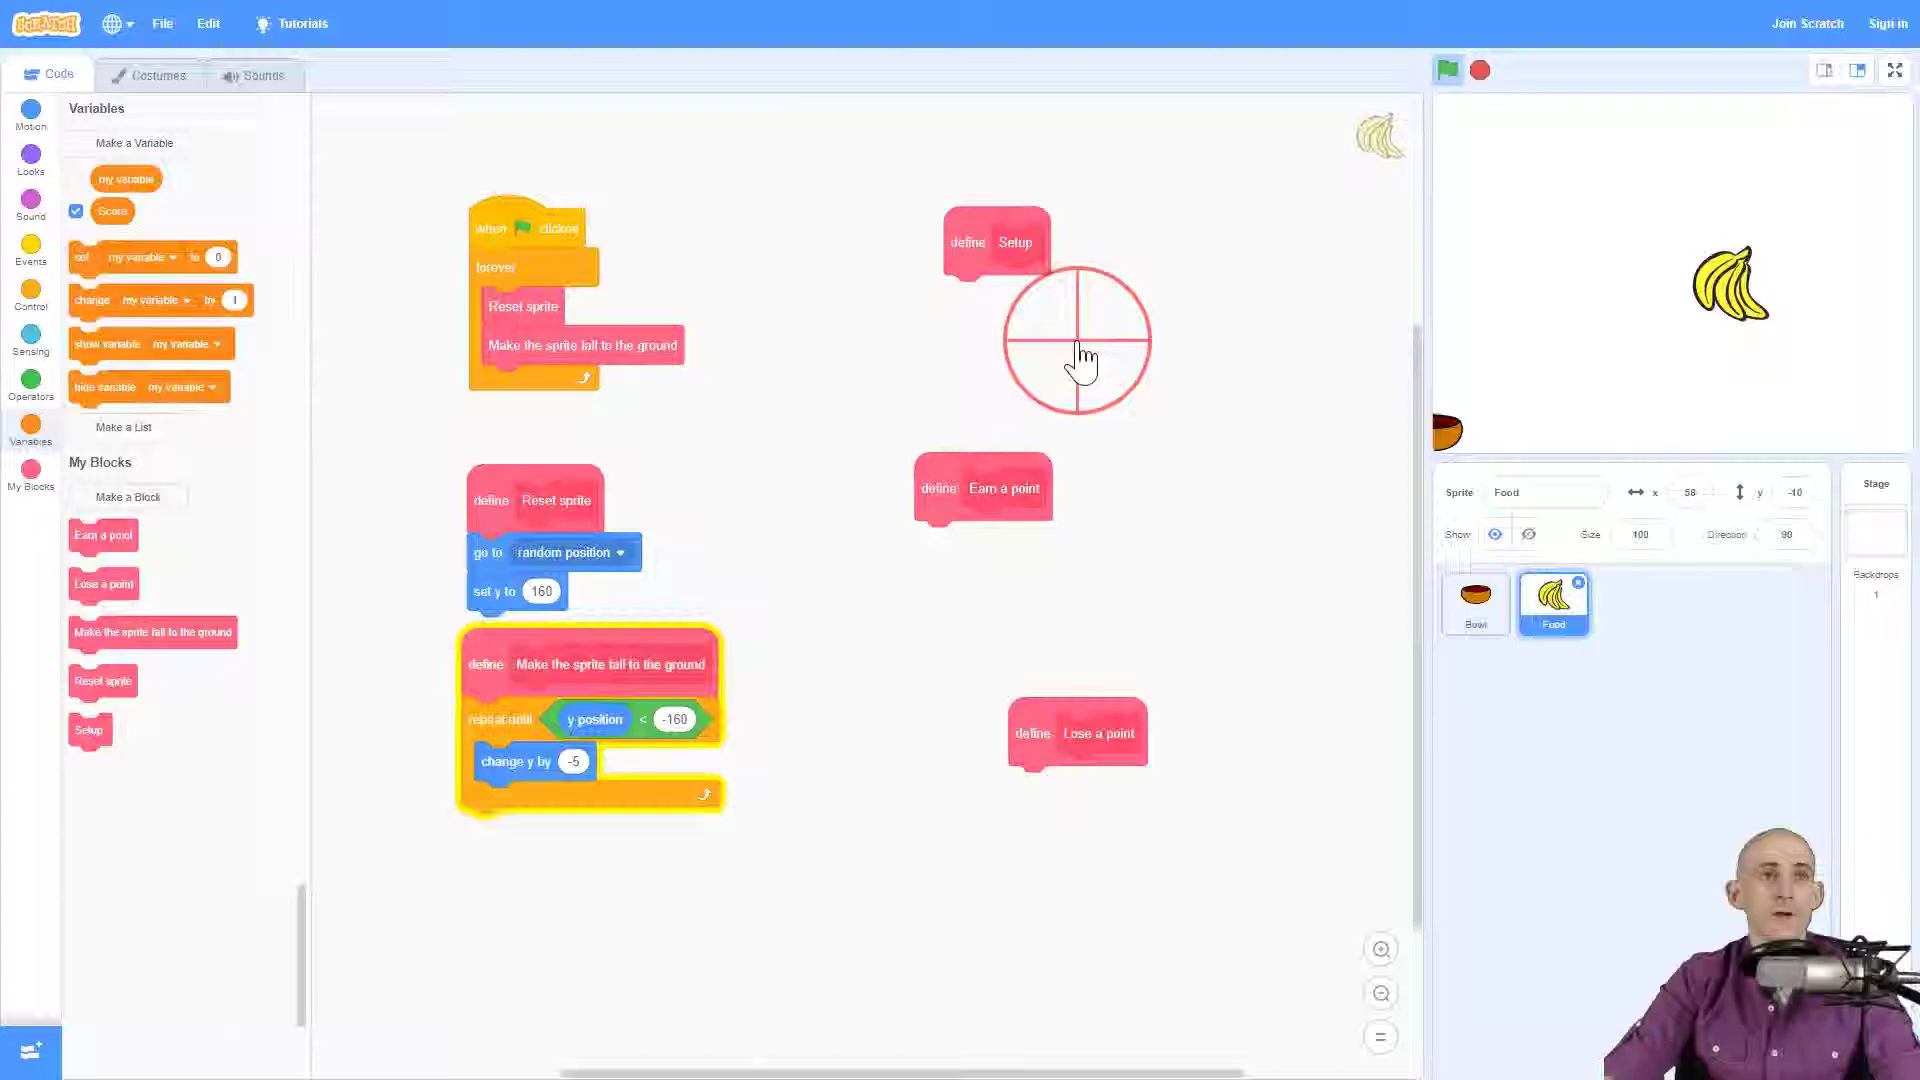 SCRATCH File Edit Tutorials Join Scratch Sign in
Code Costumes Sounds
Motion
Looks
Sound
Events
Control
Sensing
Operators
Variables
My Blocks
Variables
Make a Variable
my variable
Score
set my variable to 0
change my variable by 1
show variable my variable
hide variable my variable
Make a List
My Blocks
Make a Block
Earn a point
Lose a point
Make the sprite fall to the ground
Reset sprite
Setup
when clicked
forever
Reset sprite
Make the sprite fall to the ground
define Reset sprite
go to random position
set y to 160
define Make the sprite fall to the ground
repeat until y position < -160
change y by -5
define Setup
define Earn a point
define Lose a point
Sprite Food x 58 y -10
Show Size 100 Direction 90
Bowl
Food
Stage
Backdrops
1